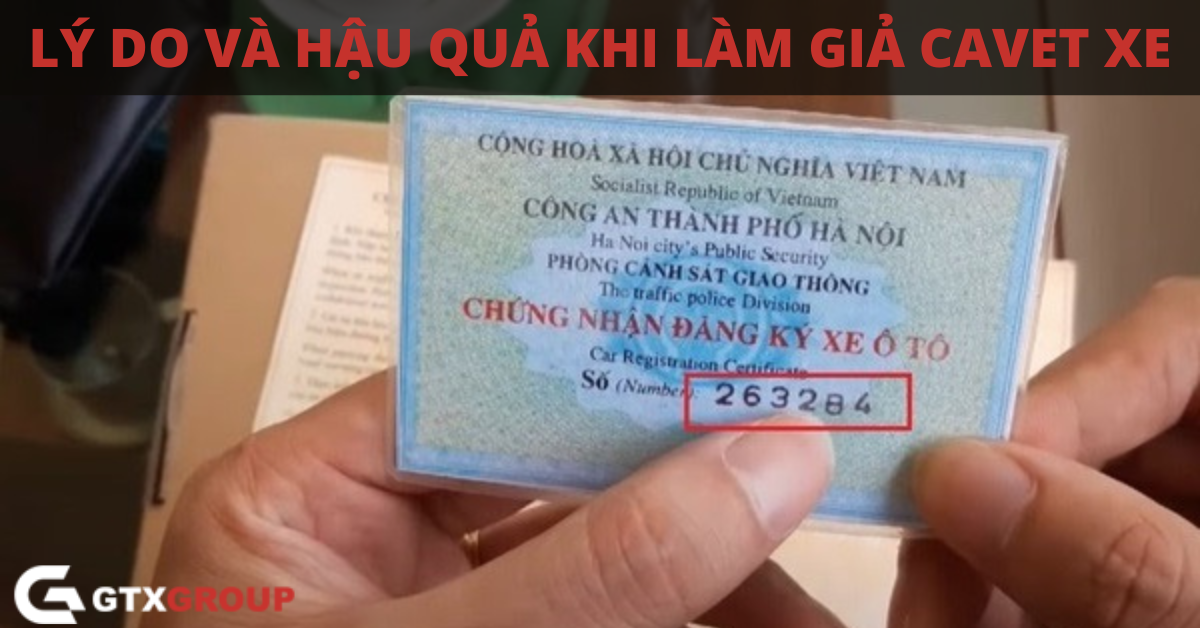 LÝ DO VÀ HẬU QUẢ KHI LÀM GIẢ CAVET XE
CỘNG HOÀ XÃ HỘI CHỦ NGHĨA VIỆT NAM
Socialist Republic of Vietnam
CÔNG AN THÀNH PHỐ HÀ NỘI
Ha Noi city's Public Security
PHÒNG CẢNH SÁT GIAO THÔNG
The traffic police Division
CHỨNG NHẬN ĐĂNG KÝ XE Ô TÔ
Car Registration Certificate
Số (Number): 263284
GTXGROUP